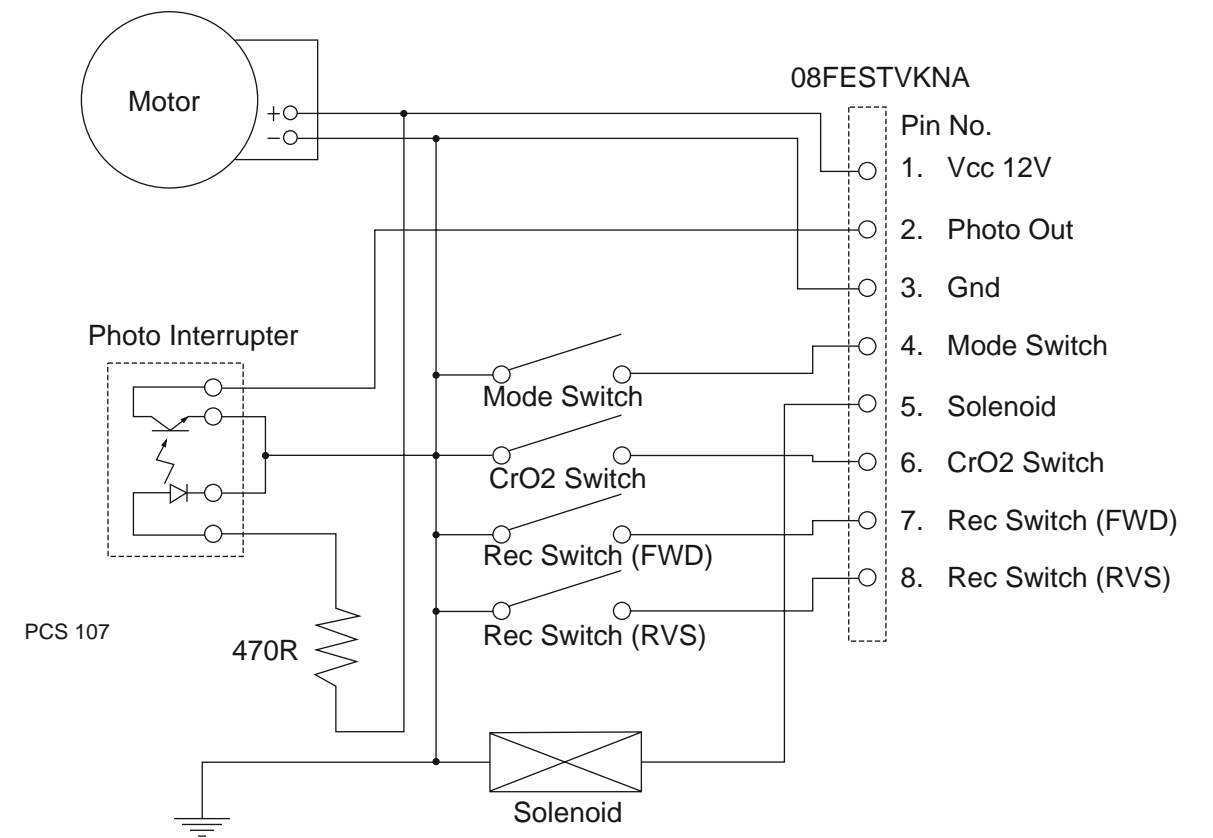 08FESTVKNA
Motor
+
−
Pin No.
1. Vcc 12V
2. Photo Out
3. Gnd
4. Mode Switch
5. Solenoid
6. CrO2 Switch
7. Rec Switch (FWD)
8. Rec Switch (RVS)
Photo Interrupter
Mode Switch
CrO2 Switch
Rec Switch (FWD)
Rec Switch (RVS)
PCS 107
470R
Solenoid